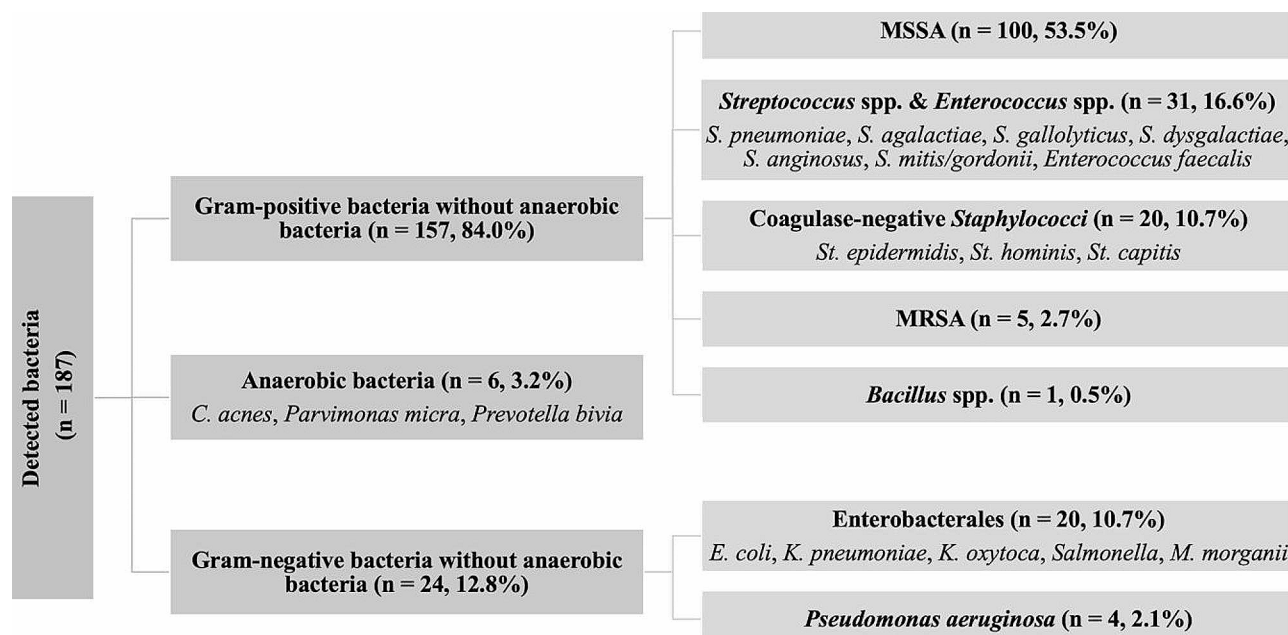 Detected bacteria
(n = 187)
Gram-positive bacteria without anaerobic
bacteria (n = 157, 84.0%)
MSSA (n = 100, 53.5%)
Streptococcus spp. & Enterococcus spp. (n = 31, 16.6%)
S. pneumoniae, S. agalactiae, S. gallolyticus, S. dysgalactiae,
S. anginosus, S. mitis/gordonii, Enterococcus faecalis
Coagulase-negative Staphylococci (n = 20, 10.7%)
St. epidermidis, St. hominis, St. capitis
MRSA (n = 5, 2.7%)
Bacillus spp. (n = 1, 0.5%)
Anaerobic bacteria (n = 6, 3.2%)
C. acnes, Parvimonas micra, Prevotella bivia
Gram-negative bacteria without anaerobic
bacteria (n = 24, 12.8%)
Enterobacterales (n = 20, 10.7%)
E. coli, K. pneumoniae, K. oxytoca, Salmonella, M. morganii
Pseudomonas aeruginosa (n = 4, 2.1%)